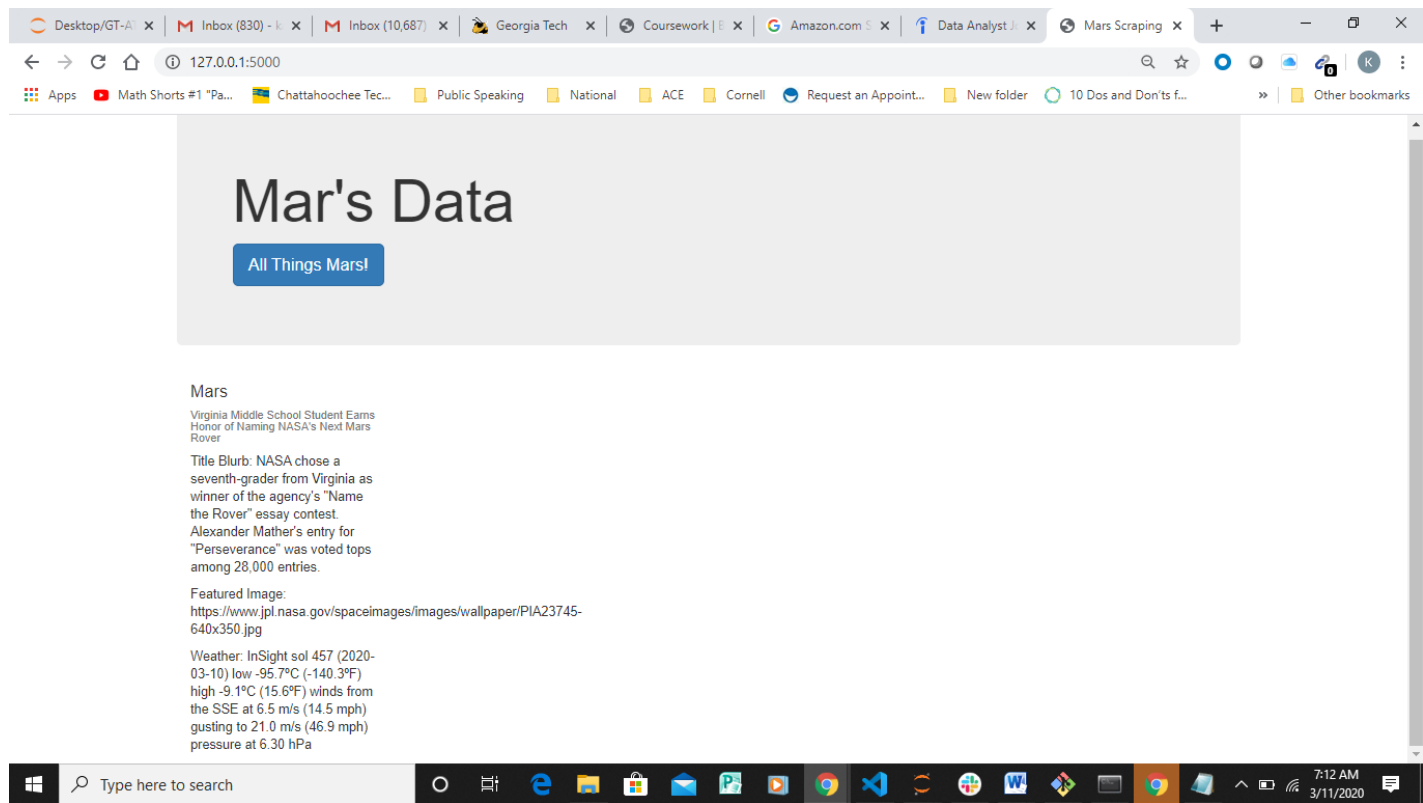 Desktop/GT-AT
Inbox (830) - k
Inbox (10,687)
Georgia Tech
Coursework | B
Amazon.com S
Data Analyst Jo
Mars Scraping
127.0.0.1:5000
0
K
Apps
Math Shorts #1 "Pa...
Chattahoochee Tec...
Public Speaking
National
ACE
Cornell
Request an Appoint...
New folder
10 Dos and Don'ts f...
»
Other bookmarks
Mar's Data
All Things Mars!
Mars
Virginia Middle School Student Earns
Honor of Naming NASA's Next Mars
Rover
Title Blurb: NASA chose a
seventh-grader from Virginia as
winner of the agency's "Name
the Rover" essay contest.
Alexander Mather's entry for
"Perseverance" was voted tops
among 28,000 entries.
Featured Image:
https://www.jpl.nasa.gov/spaceimages/images/wallpaper/PIA23745-
640x350.jpg
Weather: InSight sol 457 (2020-
03-10) low -95.7ºC (-140.3ºF)
high -9.1ºC (15.6ºF) winds from
the SSE at 6.5 m/s (14.5 mph)
gusting to 21.0 m/s (46.9 mph)
pressure at 6.30 hPa
Type here to search
7:12 AM
3/11/2020